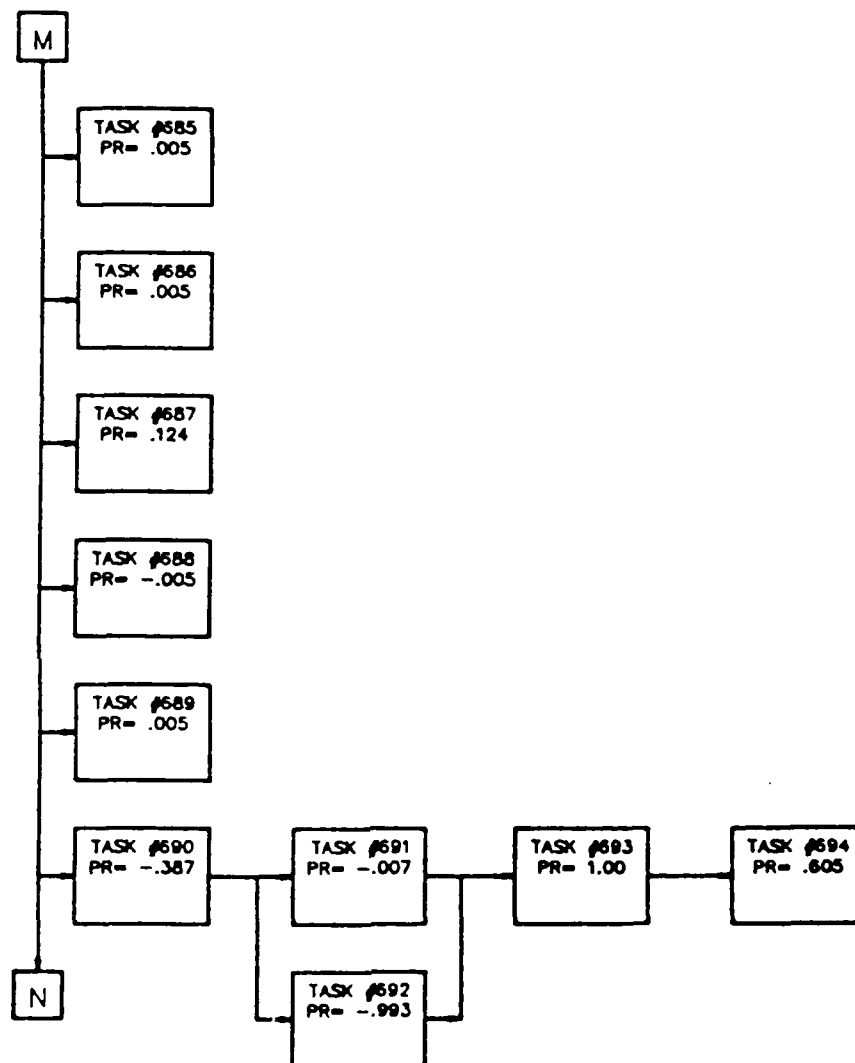 M
TASK #685
PR= .005
TASK #686
PR= .005
TASK #687
PR= .124
TASK #688
PR= -.005
TASK #689
PR= .005
TASK #690
PR= -.387
TASK #691
PR= -.007
TASK #693
PR= 1.00
TASK #694
PR= .605
TASK #692
PR= -.993
N